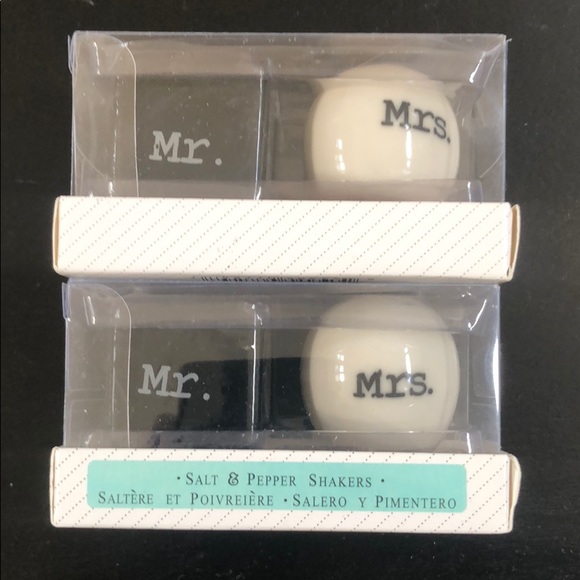 Mr.
Mrs.
Mr.
Mrs.
· SALT & PEPPER SHAKERS ·
SALTÈRE ET POIVREIÈRE · SALERO Y PIMENTERO